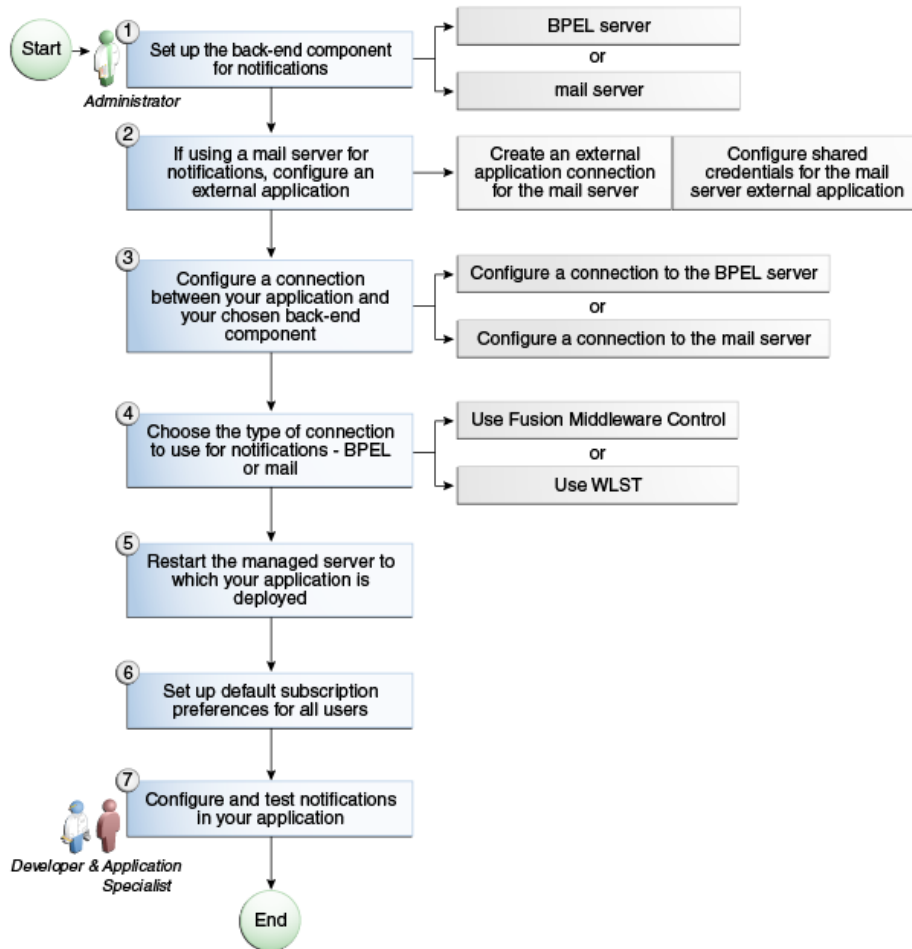 Start
Administrator
1
Set up the back-end component
for notifications
BPEL server
or
mail server
2
If using a mail server for
notifications, configure an
external application
Create an external
application connection
for the mail server
Configure shared
credentials for the mail
server external application
3
Configure a connection
between your application and
your chosen back-end
component
Configure a connection to the BPEL server
or
Configure a connection to the mail server
4
Choose the type of connection
to use for notifications - BPEL
or mail
Use Fusion Middleware Control
or
Use WLST
5
Restart the managed server to
which your application is
deployed
6
Set up default subscription
preferences for all users
7
Configure and test notifications
in your application
Developer & Application
Specialist
End